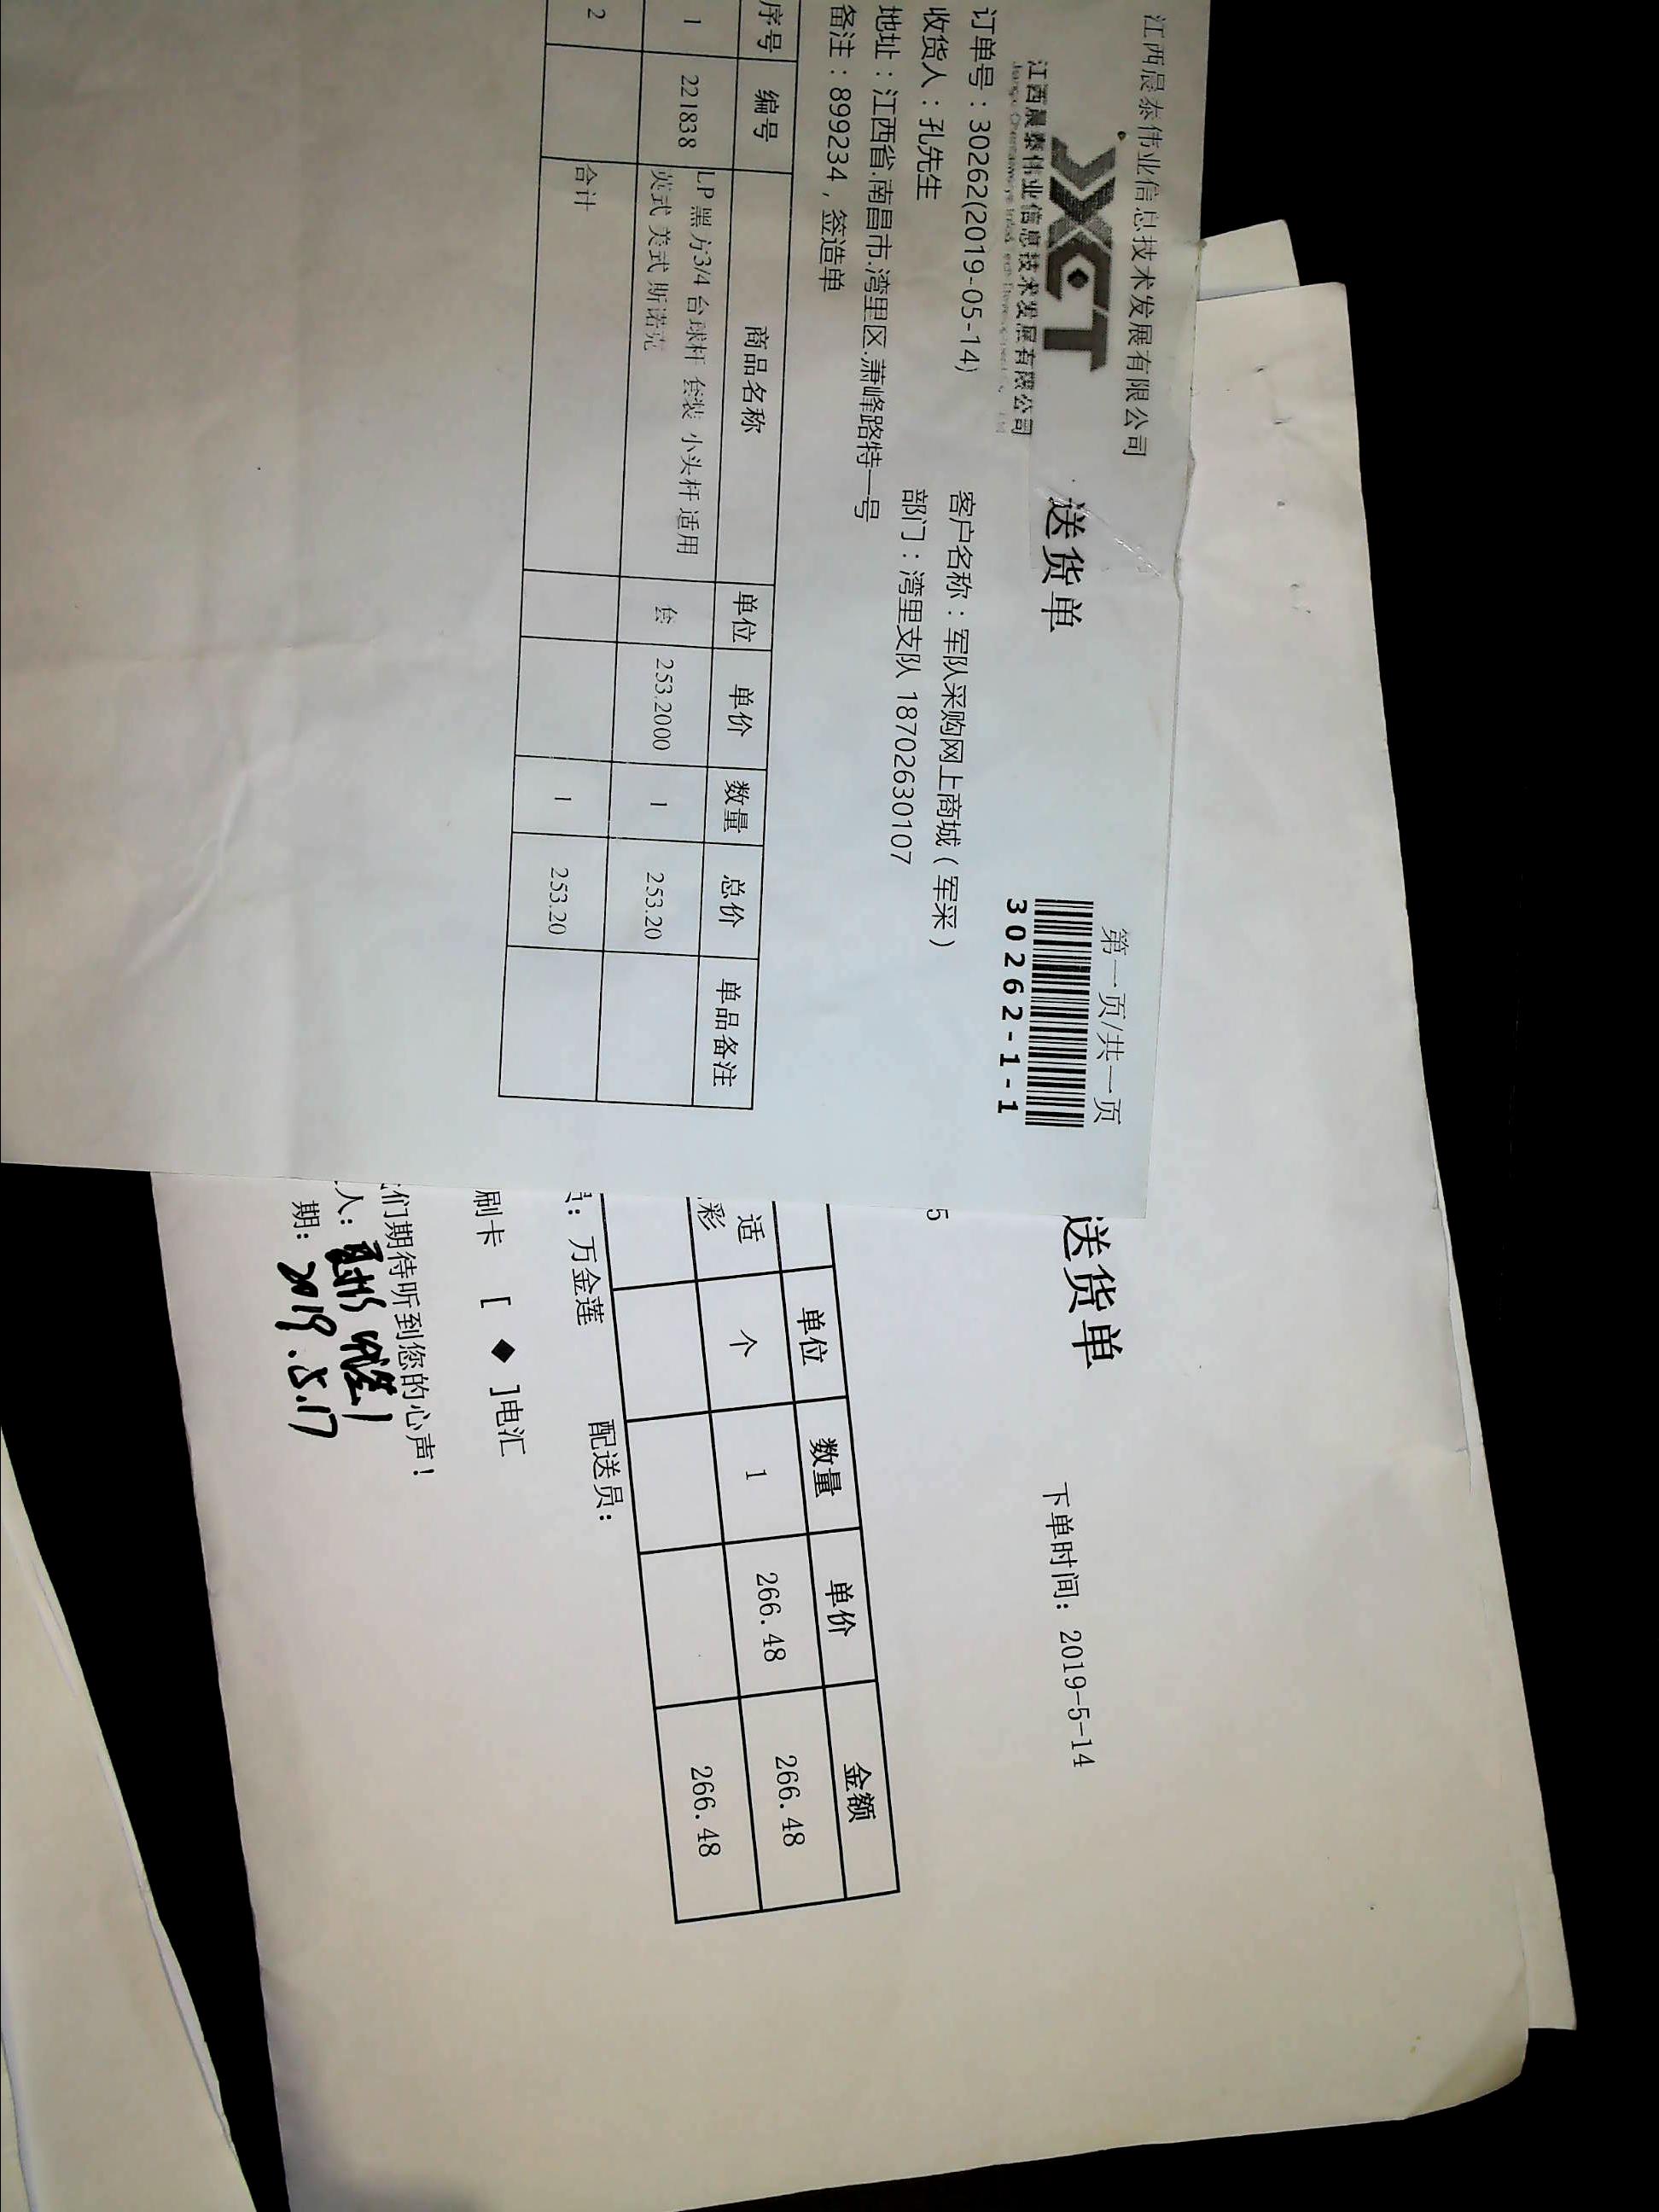 江西晨泰伟业信息技术发展有限公司
第一页/共一页
JXCT
江西晨泰伟业信息技术发展有限公司
送货单
30262-1-1
订单号：30262(2019-05-14)
客户名称：军队采购网上商城（军采）
收货人：孔先生
部门：湾里支队 18702630107
地址：江西省.南昌市.湾里区.萧峰路特一号
备注：899234，签造单
序号 编号 商品名称 单位 单价 数量 总价 单品备注
1 221838 LP 黑方3/4 台球杆 套装 小头杆 适用 套 253.2000 1 253.20
英式 美式 斯诺克
2 合计 1 253.20
送货单
下单时间：2019-5-14
5
单位 数量 单价 金额
适 个 1 266.48 266.48
彩
266.48
：万金莲 配送员：
刷卡 [ ◆ ]电汇
们期待听到您的心声！
人：
期：2019.5.17